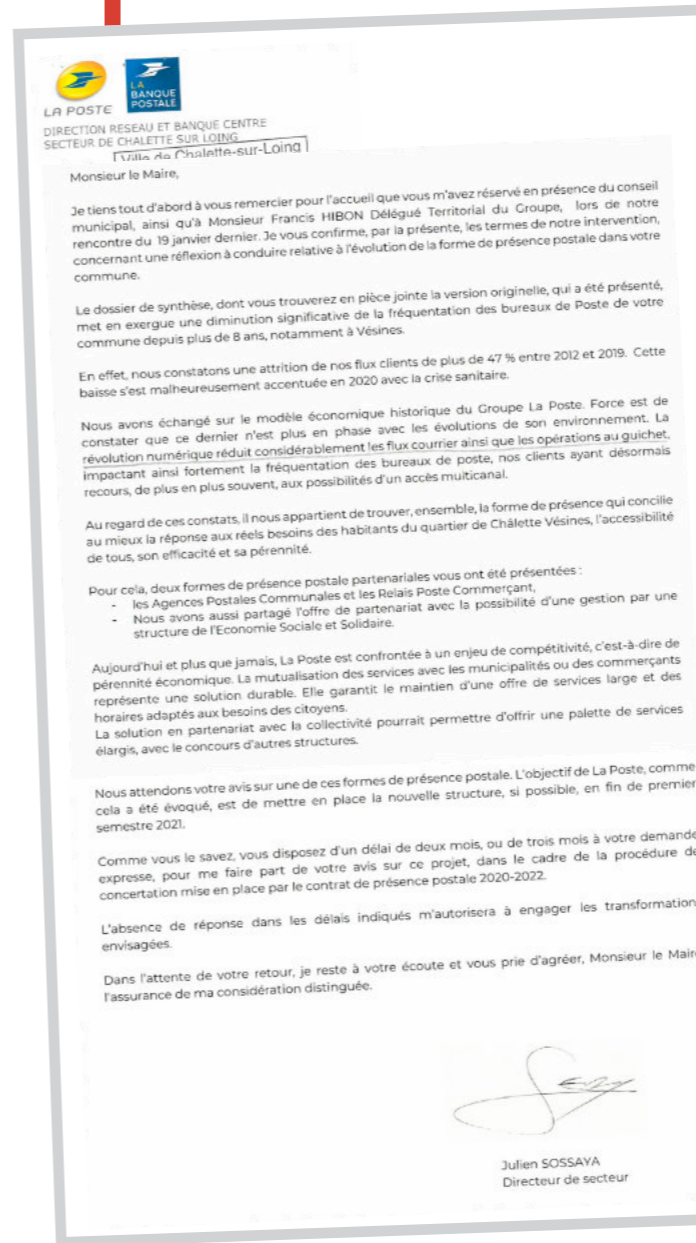 LA POSTE
LA
BANQUE
POSTALE
DIRECTION RESEAU ET BANQUE CENTRE
SECTEUR DE CHALETTE SUR LOING
Ville de Chalette-sur-Loing
Monsieur le Maire,
Je tiens tout d'abord à vous remercier pour l'accueil que vous m'avez réservé en présence du conseil
municipal, ainsi qu'à Monsieur Francis HIBON Délégué Territorial du Groupe, lors de notre
rencontre du 19 janvier dernier. Je vous confirme, par la présente, les termes de notre intervention,
concernant une réflexion à conduire relative à l'évolution de la forme de présence postale dans votre
commune.
Le dossier de synthèse, dont vous trouverez en pièce jointe la version originelle, qui a été présenté,
met en exergue une diminution significative de la fréquentation des bureaux de Poste de votre
commune depuis plus de 8 ans, notamment à Vésines.
En effet, nous constatons une attrition de nos flux clients de plus de 47 % entre 2012 et 2019. Cette
baisse s'est malheureusement accentuée en 2020 avec la crise sanitaire.
Nous avons échangé sur le modèle économique historique du Groupe La Poste. Force est de
constater que ce dernier n'est plus en phase avec les évolutions de son environnement. La
révolution numérique réduit considérablement les flux courrier ainsi que les opérations au guichet,
impactant ainsi fortement la fréquentation des bureaux de poste, nos clients ayant désormais
recours, de plus en plus souvent, aux possibilités d'un accès multicanal.
Au regard de ces constats, il nous appartient de trouver, ensemble, la forme de présence qui concilie
au mieux la réponse aux réels besoins des habitants du quartier de Châlette Vésines, l'accessibilité
de tous, son efficacité et sa pérennité.
Pour cela, deux formes de présence postale partenariales vous ont été présentées :
- les Agences Postales Communales et les Relais Poste Commerçant,
- Nous avons aussi partagé l'offre de partenariat avec la possibilité d'une gestion par une
structure de l'Economie Sociale et Solidaire.
Aujourd'hui et plus que jamais, La Poste est confrontée à un enjeu de compétitivité, c'est-à-dire de
pérennité économique. La mutualisation des services avec les municipalités ou des commerçants
représente une solution durable. Elle garantit le maintien d'une offre de services large et des
horaires adaptés aux besoins des citoyens.
La solution en partenariat avec la collectivité pourrait permettre d'offrir une palette de services
élargis, avec le concours d'autres structures.
Nous attendons votre avis sur une de ces formes de présence postale. L'objectif de La Poste, comme
cela a été évoqué, est de mettre en place la nouvelle structure, si possible, en fin de premier
semestre 2021.
Comme vous le savez, vous disposez d'un délai de deux mois, ou de trois mois à votre demande
expresse, pour me faire part de votre avis sur ce projet, dans le cadre de la procédure de
concertation mise en place par le contrat de présence postale 2020-2022.
L'absence de réponse dans les délais indiqués m'autorisera à engager les transformation
envisagées.
Dans l'attente de votre retour, je reste à votre écoute et vous prie d'agréer, Monsieur le Maire
l'assurance de ma considération distinguée.
Julien SOSSAYA
Directeur de secteur